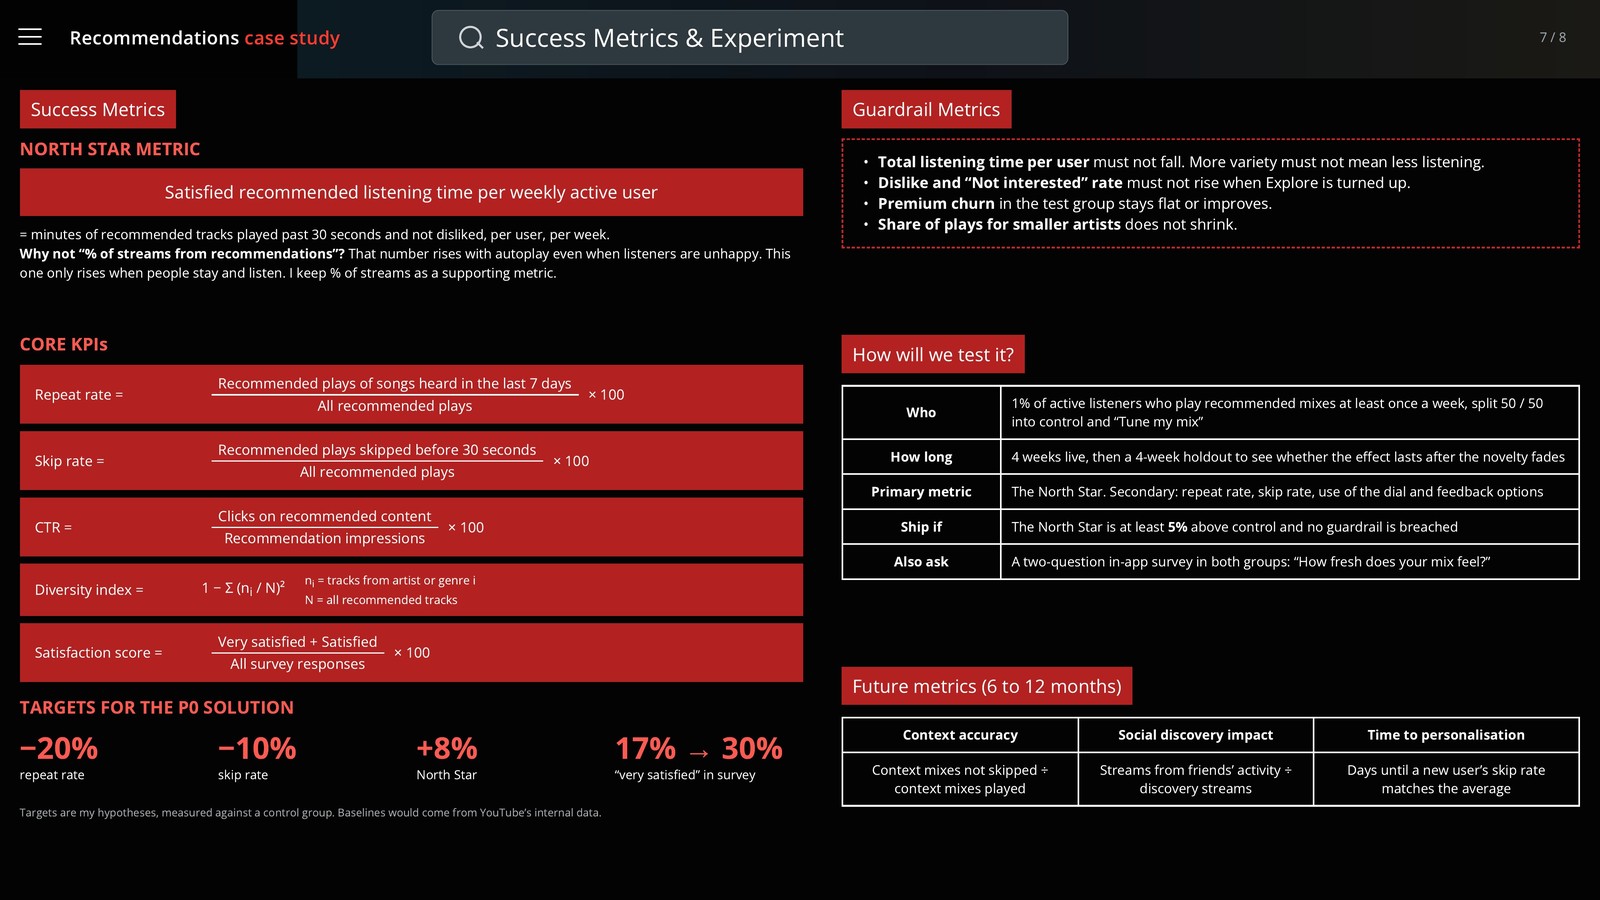 Recommendations case study
Success Metrics & Experiment
7 / 8
Success Metrics
NORTH STAR METRIC
Satisfied recommended listening time per weekly active user
= minutes of recommended tracks played past 30 seconds and not disliked, per user, per week.
Why not “% of streams from recommendations”? That number rises with autoplay even when listeners are unhappy. This
one only rises when people stay and listen. I keep % of streams as a supporting metric.
CORE KPIs
Repeat rate =
Recommended plays of songs heard in the last 7 days
All recommended plays
× 100
Skip rate =
Recommended plays skipped before 30 seconds
All recommended plays
× 100
CTR =
Clicks on recommended content
Recommendation impressions
× 100
Diversity index =
1 − Σ (nᵢ / N)²
nᵢ = tracks from artist or genre i
N = all recommended tracks
Satisfaction score =
Very satisfied + Satisfied
All survey responses
× 100
TARGETS FOR THE P0 SOLUTION
−20%
repeat rate
−10%
skip rate
+8%
North Star
17% → 30%
“very satisfied” in survey
Targets are my hypotheses, measured against a control group. Baselines would come from YouTube’s internal data.
Guardrail Metrics
• Total listening time per user must not fall. More variety must not mean less listening.
• Dislike and “Not interested” rate must not rise when Explore is turned up.
• Premium churn in the test group stays flat or improves.
• Share of plays for smaller artists does not shrink.
How will we test it?
Who
1% of active listeners who play recommended mixes at least once a week, split 50 / 50
into control and “Tune my mix”
How long
4 weeks live, then a 4-week holdout to see whether the effect lasts after the novelty fades
Primary metric
The North Star. Secondary: repeat rate, skip rate, use of the dial and feedback options
Ship if
The North Star is at least 5% above control and no guardrail is breached
Also ask
A two-question in-app survey in both groups: “How fresh does your mix feel?”
Future metrics (6 to 12 months)
Context accuracy
Social discovery impact
Time to personalisation
Context mixes not skipped ÷
context mixes played
Streams from friends’ activity ÷
discovery streams
Days until a new user’s skip rate
matches the average